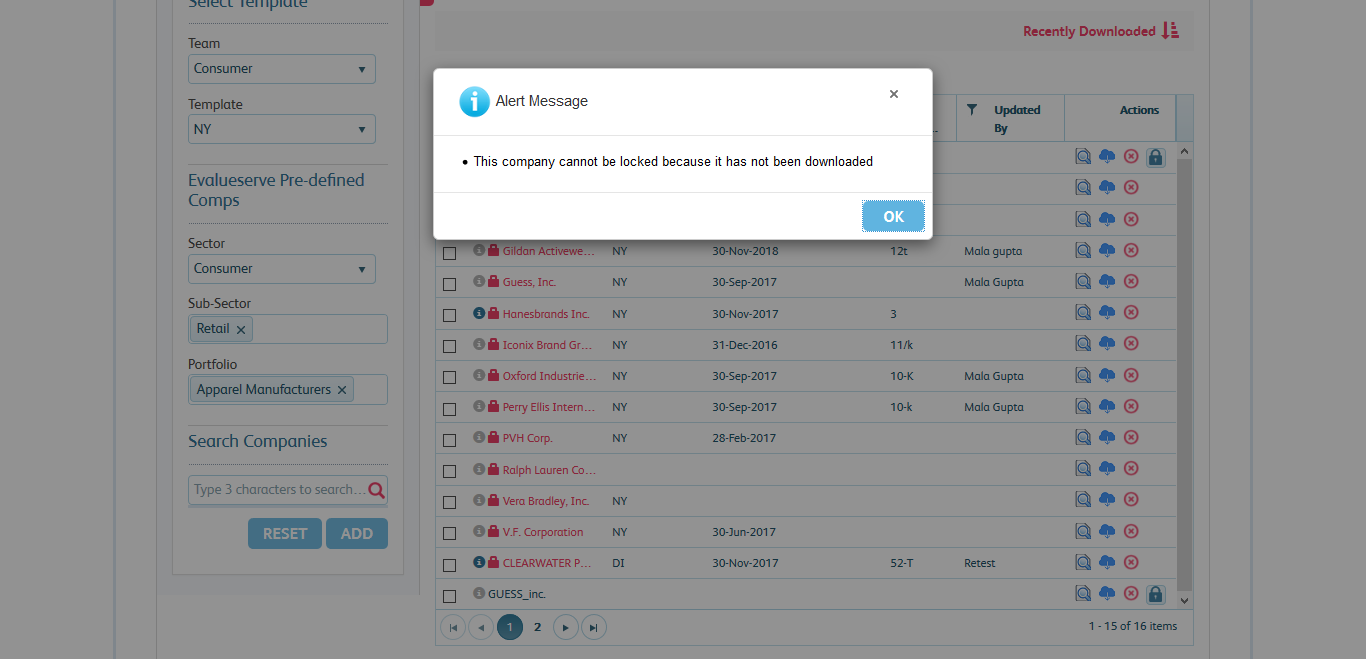 Select Template
Team
Consumer
Template
NY
Evalueserve Pre-defined
Comps
Sector
Consumer
Sub-Sector
Retail ×
Portfolio
Apparel Manufacturers ×
Search Companies
Type 3 characters to search...
RESET ADD
Recently Downloaded
Alert Message ×
• This company cannot be locked because it has not been downloaded
OK
Updated
By
Actions
Gildan Activewe... NY 30-Nov-2018 12t Mala gupta
Guess, Inc. NY 30-Sep-2017 Mala Gupta
Hanesbrands Inc. NY 30-Nov-2017 3
Iconix Brand Gr... NY 31-Dec-2016 11/k
Oxford Industrie... NY 30-Sep-2017 10-K Mala Gupta
Perry Ellis Intern... NY 30-Sep-2017 10-k Mala Gupta
PVH Corp. NY 28-Feb-2017
Ralph Lauren Co...
Vera Bradley, Inc. NY
V.F. Corporation NY 30-Jun-2017
CLEARWATER P... DI 30-Nov-2017 52-T Retest
GUESS_inc.
1 2
1 - 15 of 16 items